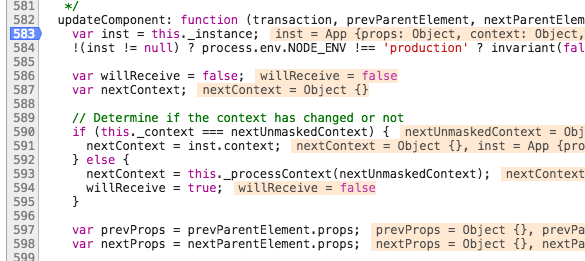 581 */
582 updateComponent: function (transaction, prevParentElement, nextParentElem
583 var inst = this._instance; inst = App {props: Object, context: Object,
584 !(inst != null) ? process.env.NODE_ENV !== 'production' ? invariant(fal
585
586 var willReceive = false; willReceive = false
587 var nextContext; nextContext = Object {}
588
589 // Determine if the context has changed or not
590 if (this._context === nextUnmaskedContext) { nextUnmaskedContext = Obj
591 nextContext = inst.context; nextContext = Object {}, inst = App {pro
592 } else {
593 nextContext = this._processContext(nextUnmaskedContext); nextContext
594 willReceive = true; willReceive = false
595 }
596
597 var prevProps = prevParentElement.props; prevProps = Object {}, prevPa
598 var nextProps = nextParentElement.props; nextProps = Object {}, nextPa
599